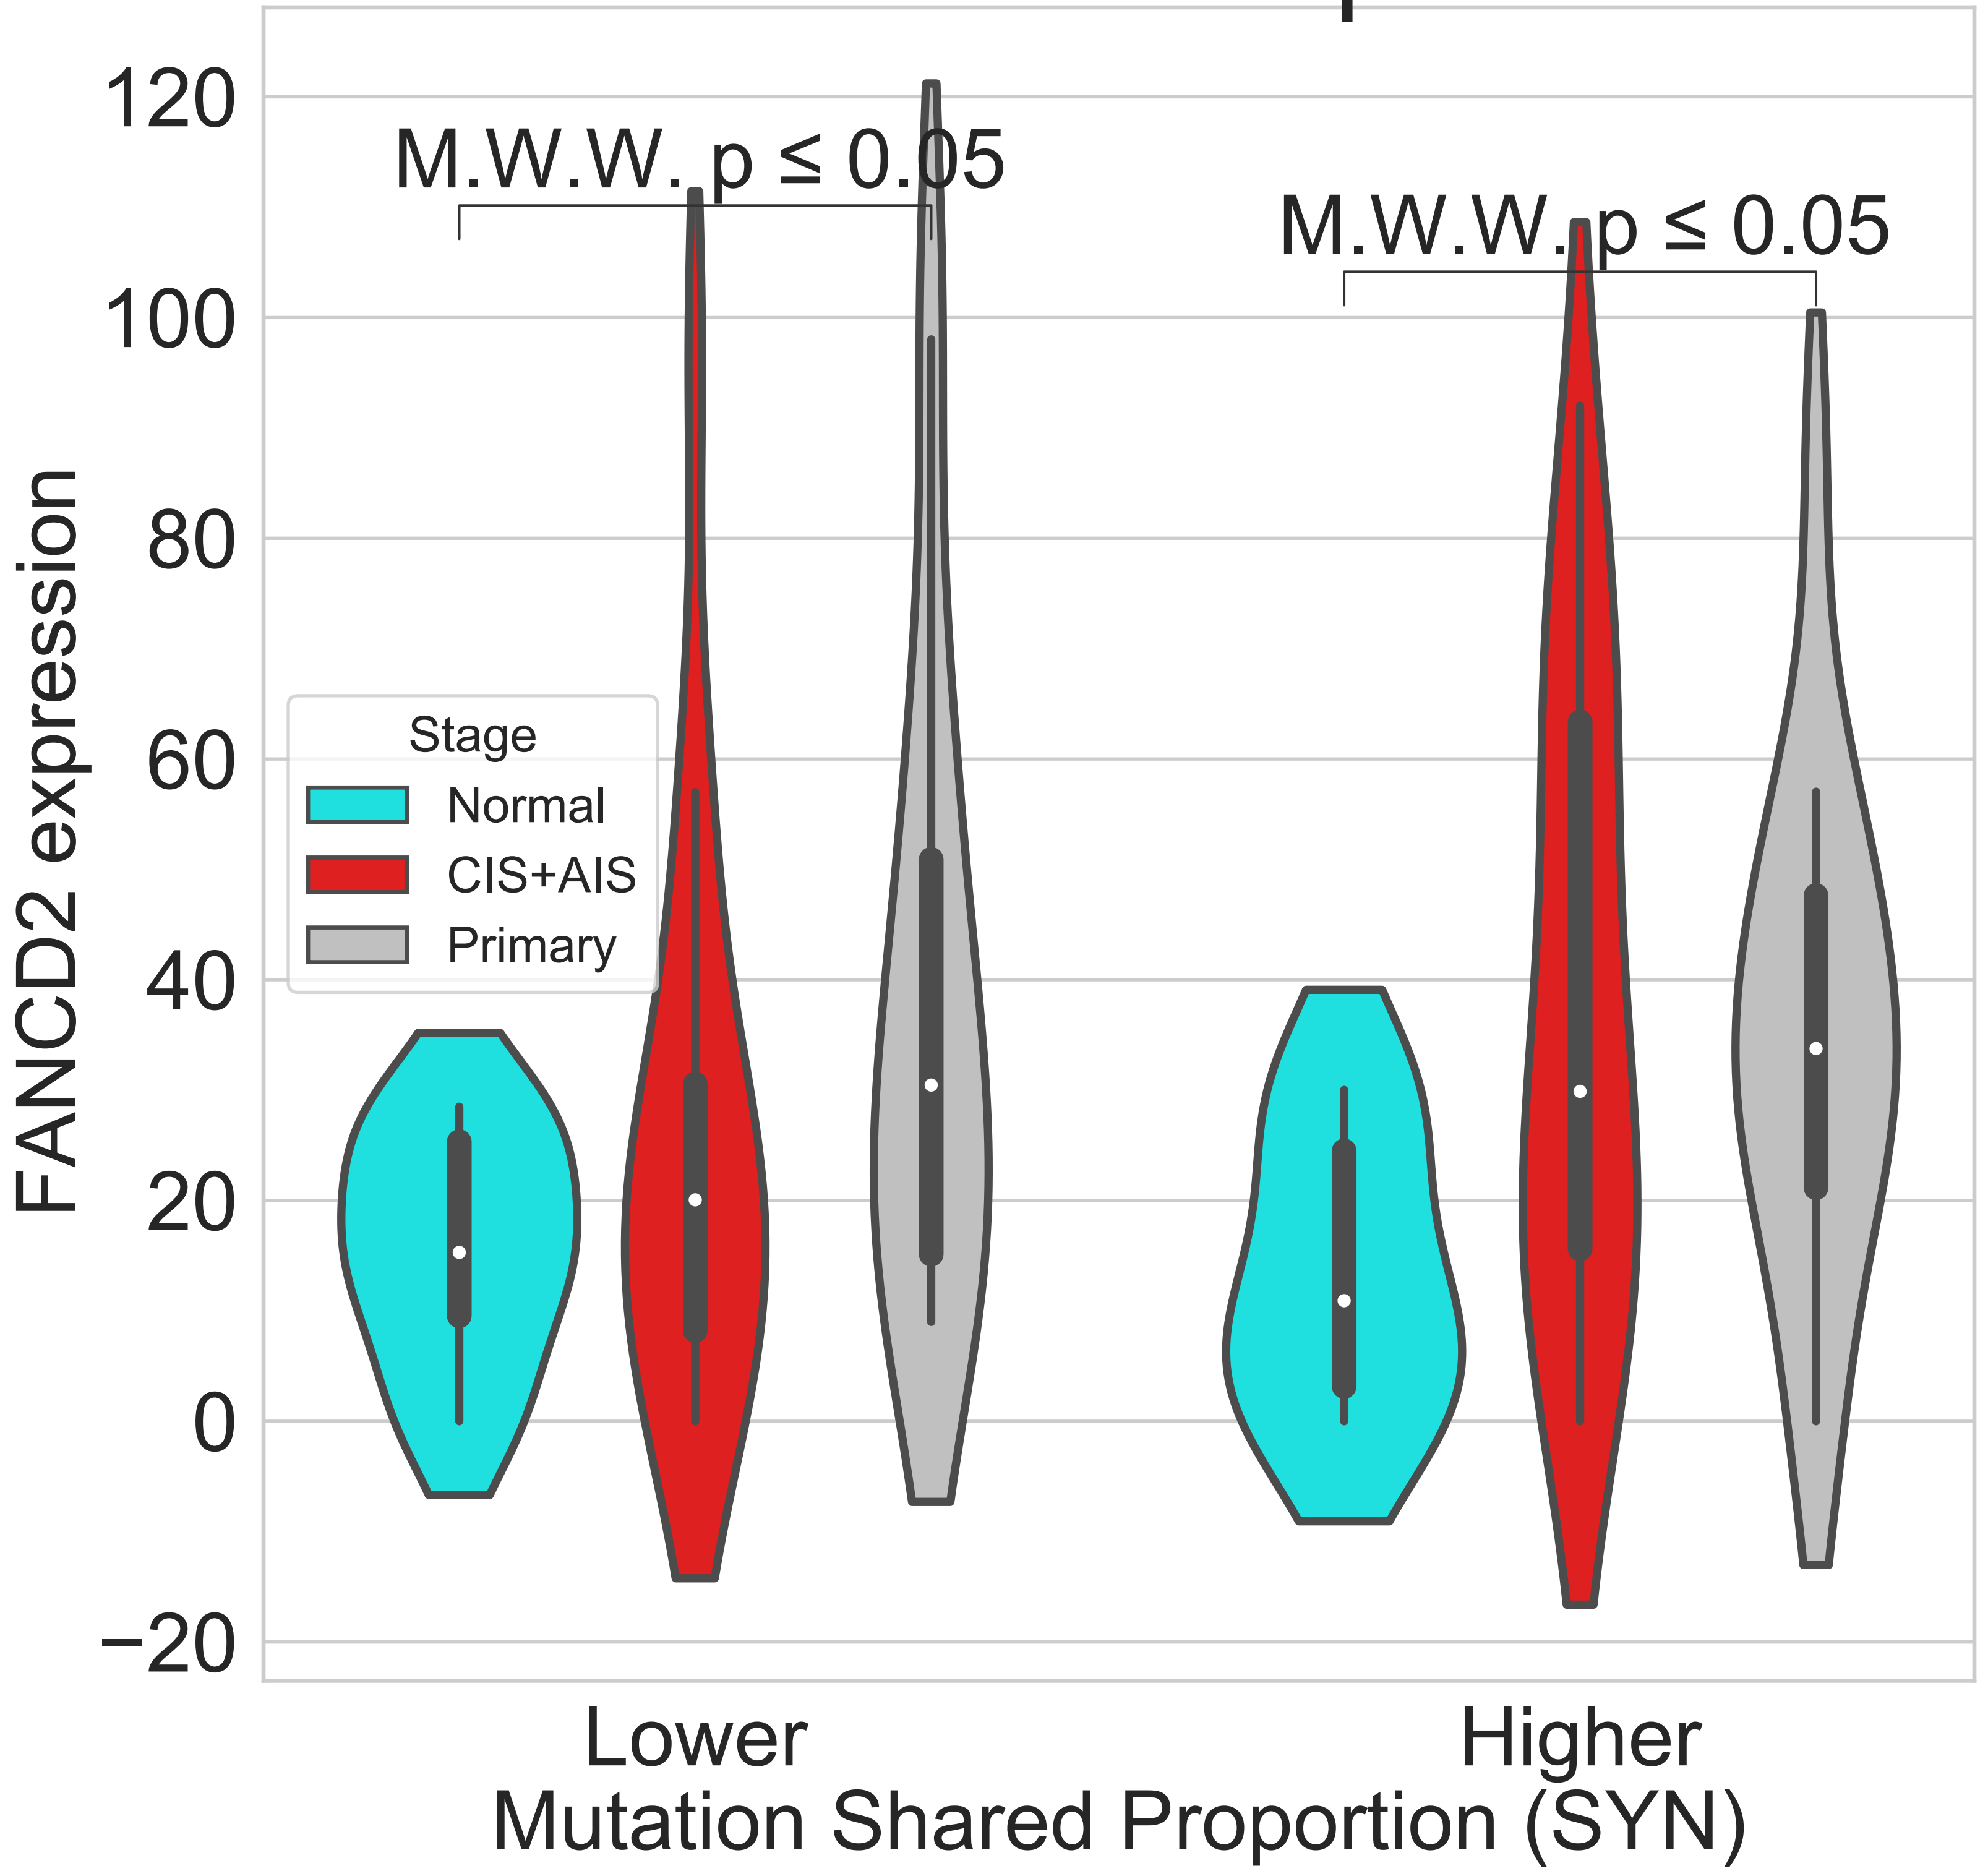 120
100
80
60
40
20
0
−20
FANCD2 expression
M.W.W. p ≤ 0.05
M.W.W. p ≤ 0.05
Stage
Normal
CIS+AIS
Primary
Lower
Higher
Mutation Shared Proportion (SYN)